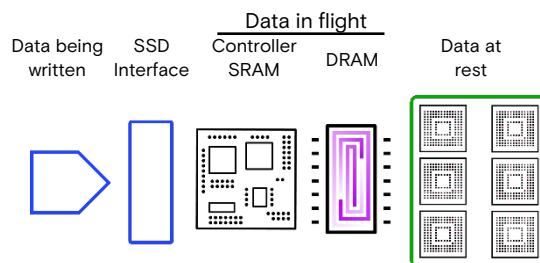 Data in flight
Data being
written
SSD
Interface
Controller
SRAM
DRAM
Data at
rest